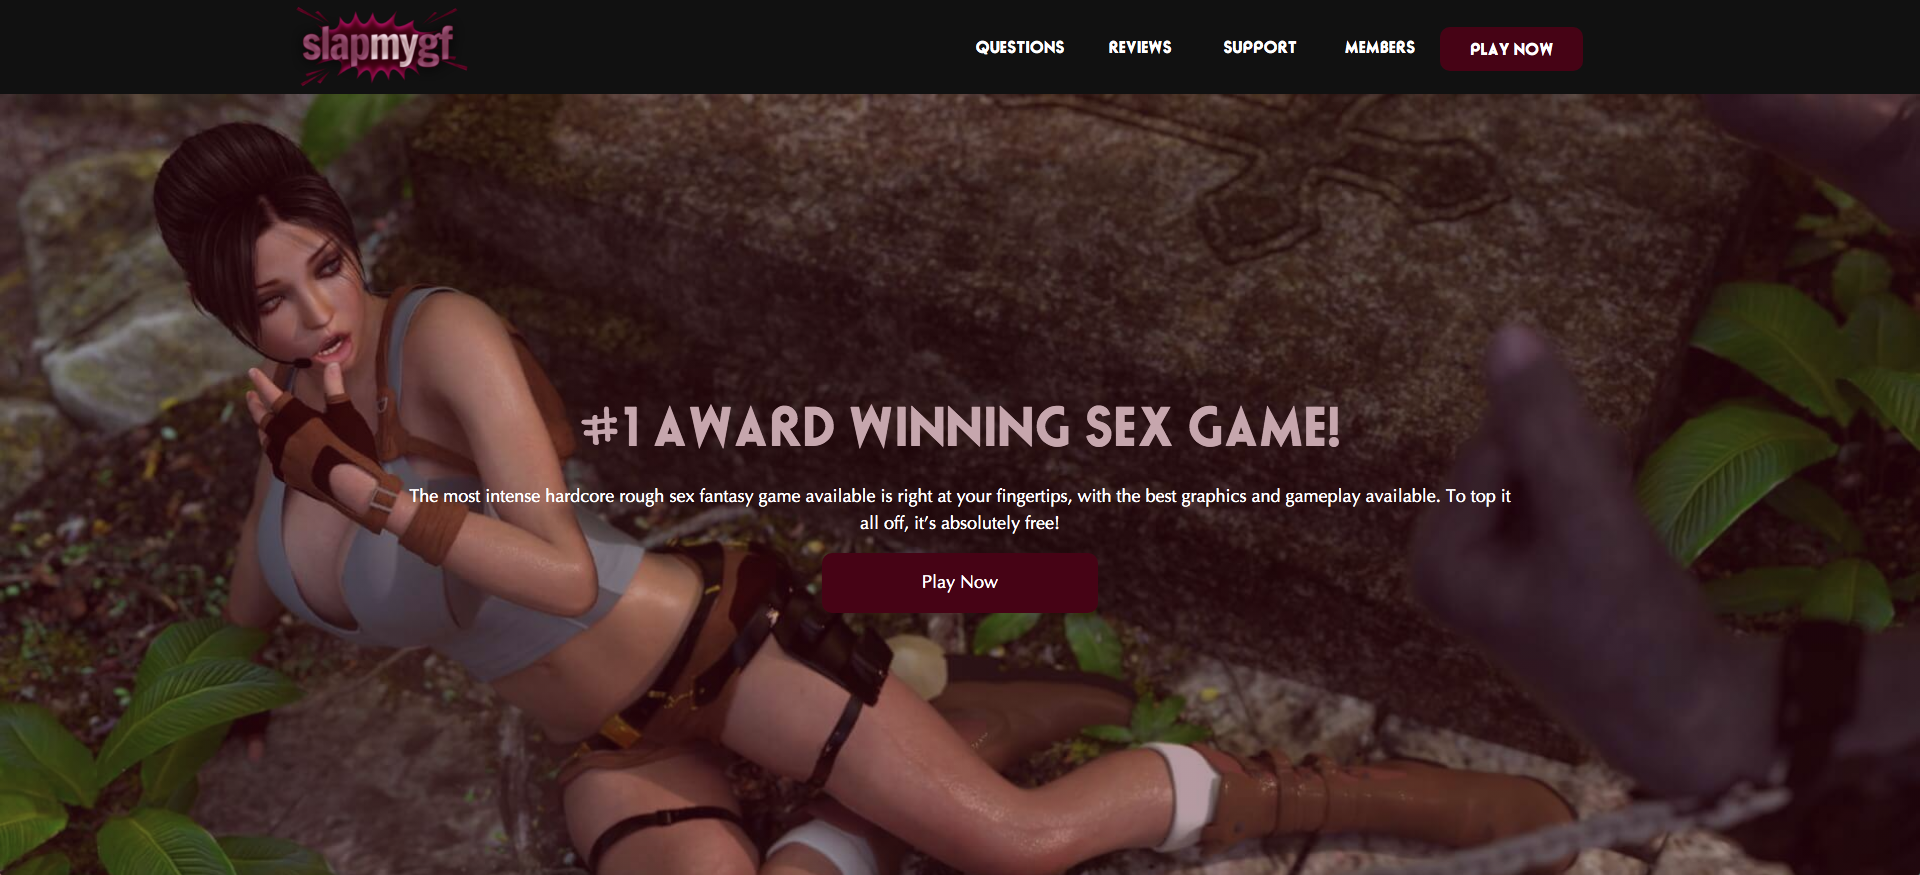 slapmygf
QUESTIONS
REVIEWS
SUPPORT
MEMBERS
PLAY NOW
#1 AWARD WINNING SEX GAME!
The most intense hardcore rough sex fantasy game available is right at your fingertips, with the best graphics and gameplay available. To top it
all off, it’s absolutely free!
Play Now